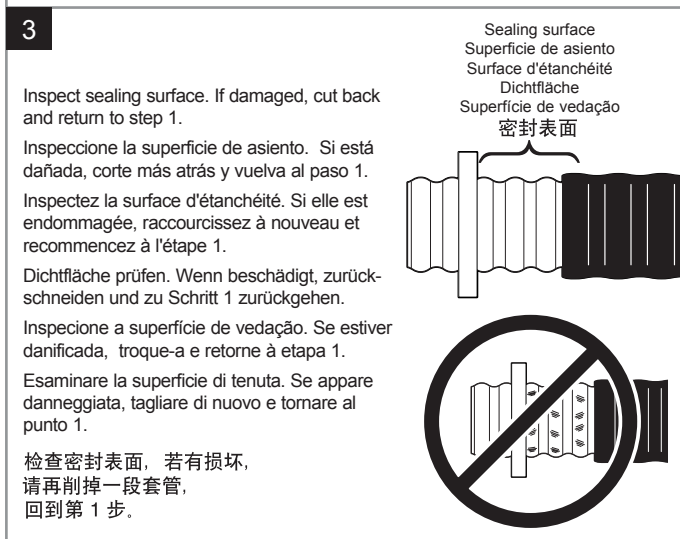 3
Inspect sealing surface. If damaged, cut back
and return to step 1.
Inspeccione la superficie de asiento.  Si está
dañada, corte más atrás y vuelva al paso 1.
Inspectez la surface d'étanchéité. Si elle est
endommagée, raccourcissez à nouveau et
recommencez à l'étape 1.
Dichtfläche prüfen. Wenn beschädigt, zurück-
schneiden und zu Schritt 1 zurückgehen.
Inspecione a superfície de vedação. Se estiver
danificada,  troque-a e retorne à etapa 1.
Esaminare la superficie di tenuta. Se appare
danneggiata, tagliare di nuovo e tornare al
punto 1.
检查密封表面，若有损坏，
请再削掉一段套管，
回到第 1 步。
Sealing surface
Superficie de asiento
Surface d'étanchéité
Dichtfläche
Superfície de vedação
密封表面